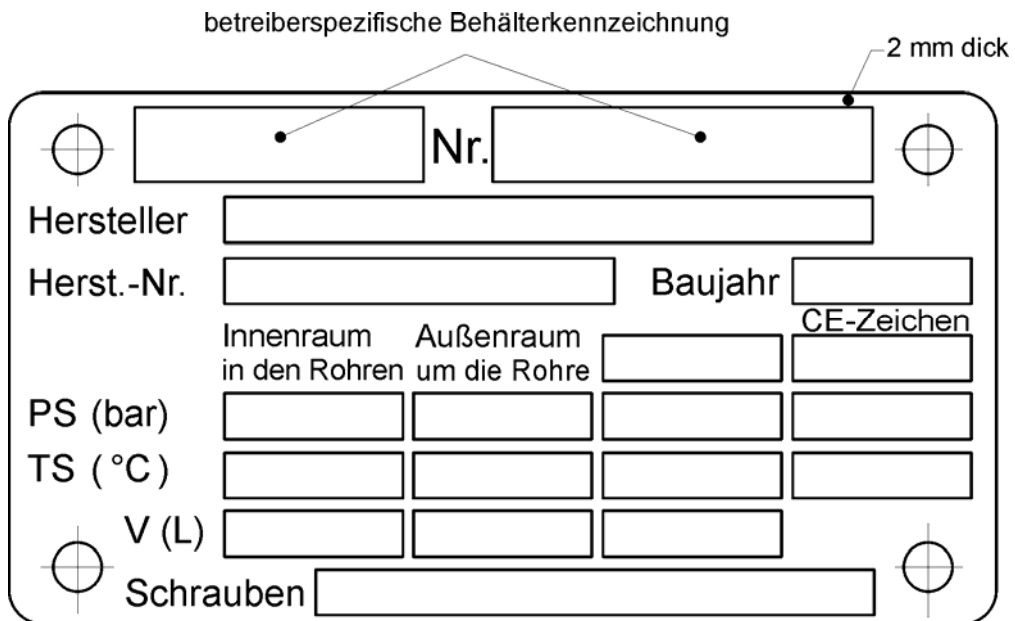 betreiberspezifische Behälterkennzeichnung
2 mm dick
Nr.
Hersteller
Herst.-Nr. Baujahr
CE-Zeichen
Innenraum
in den Rohren
Außenraum
um die Rohre
PS (bar)
TS ( °C )
V (L)
Schrauben